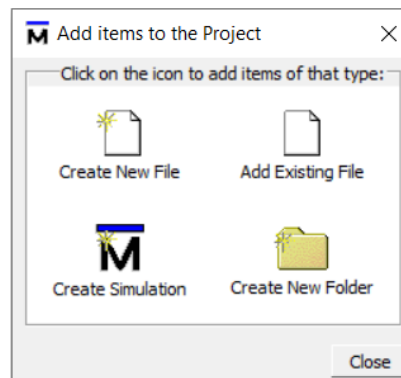 M Add items to the Project
Click on the icon to add items of that type:
Create New File Add Existing File
M
Create Simulation Create New Folder
Close